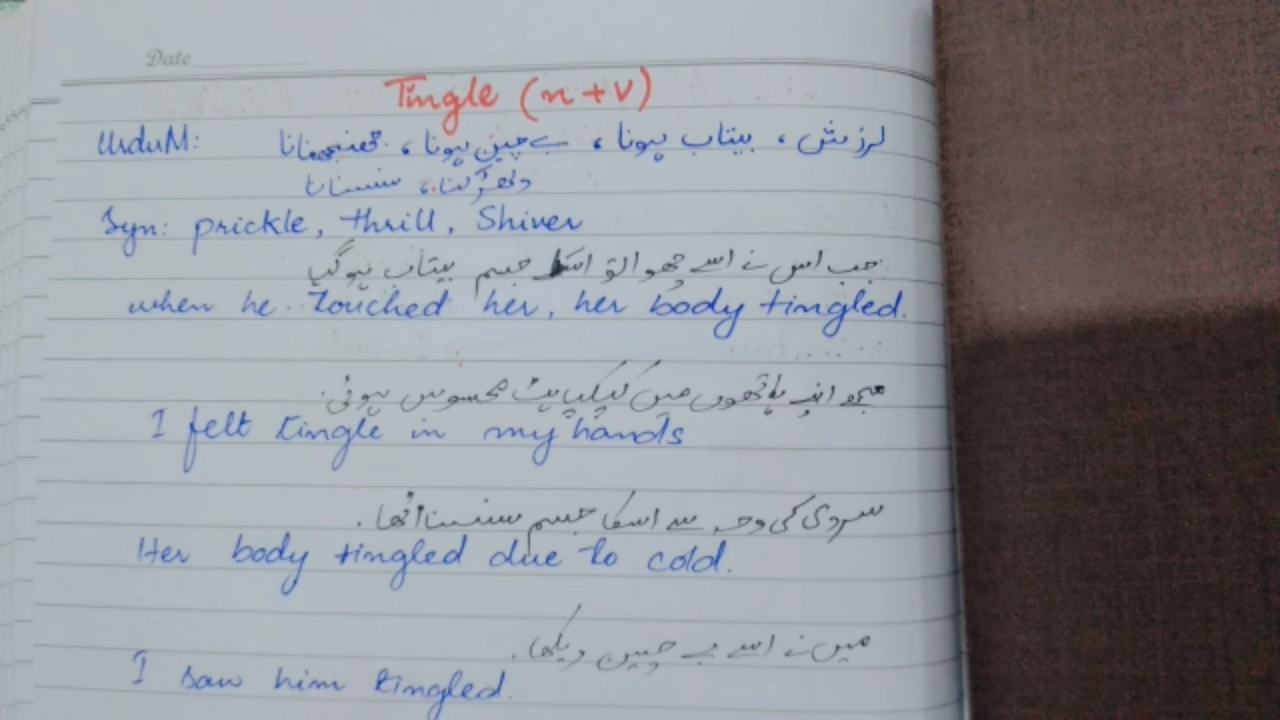 Date
Tingle (n+v)
UrduM: لرزش ، بیتاب ہونا ، بے چین ہونا ، جھنجھنانا
دھڑکنا، سنسنانا
Syn: prickle, thrill, Shiver
جب اس نے اسے چھوا تو اسکا جسم بیتاب ہوگیا
when he touched her, her body tingled.
مجھے اپنے ہاتھوں میں کپکپاہٹ محسوس ہوئی.
I felt tingle in my hands
سردی کی وجہ سے اسکا جسم سنسنا اٹھا.
Her body tingled due to cold.
میں نے اسے بے چین دیکھا.
I saw him tingled.